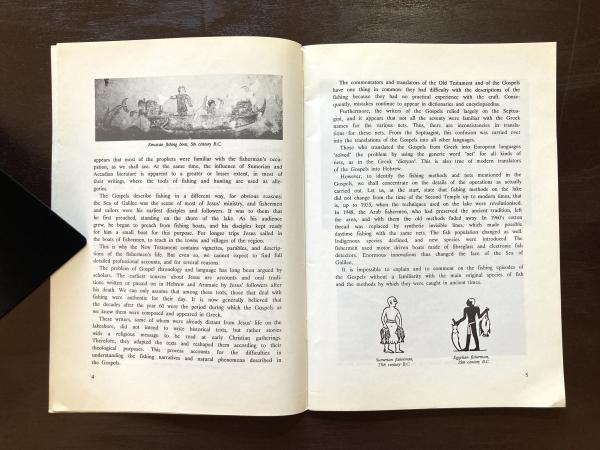 Etruscan fishing boat, 5th century B.C.
appears that most of the prophets were familiar with the fisherman's occu-
pation, as we shall see. At the same time, the influence of Sumerian and
Accadian literature is apparent to a greater or lesser extent, in most of
their writings, where the tools of fishing and hunting are used as alle-
gories.
The Gospels describe fishing in a different way, for obvious reasons:
the Sea of Galilee was the scene of most of Jesus' ministry, and fishermen
and sailors were his earliest disciples and followers. It was to them that
he first preached, standing on the shore of the lake. As his audience
grew, he began to preach from fishing boats, and his disciples kept ready
for him a small boat for this purpose. For longer trips Jesus sailed in
the boats of fishermen, to teach in the towns and villages of the region.
This is why the New Testament contains vignettes, parables, and descrip-
tions of the fishermen's life. But even so, we cannot expect to find full
detailed professional accounts, and for several reasons.
The problem of Gospel chronology and language has long been argued by
scholars. The earliest sources about Jesus are accounts and oral tradi-
tions written or passed on in Hebrew and Aramaic by Jesus' followers after
his death. We can only assume that among these texts, those that deal with
fishing were authentic for their day. It is now generally believed that
the decades after the year 60 were the period during which the Gospels as
we know them were composed and appeared in Greek.
These writers, some of whom were already distant from Jesus' life on the
lakeshore, did not intend to write historical texts, but rather stories
with a religious message to be read at early Christian gatherings.
Therefore, they adapted the texts and reshaped them according to their
theological purposes. This process accounts for the difficulties in
understanding the fishing narratives and natural phenomena described in
the Gospels.
4
The commentators and translators of the Old Testament and of the Gospels
have one thing in common: they had difficulty with the descriptions of the
fishing because they had no practical experience with the craft. Conse-
quently, mistakes continue to appear in dictionaries and encyclopaedias.
Furthermore, the writers of the Gospels relied largely on the Septua-
gint, and it appears that not all the seventy were familiar with the Greek
names for the various nets. Thus, there are inconsistencies in transla-
tions for these nets. From the Septuagint, this confusion was carried over
into the translations of the Gospels into all other languages.
Those who translated the Gospels from Greek into European languages
"solved" the problem by using the generic word "net" for all kinds of
nets, as in the Greek "dictyon". This is also true of modern translators
of the Gospels into Hebrew.
However, to identify the fishing methods and nets mentioned in the
Gospels, we shall concentrate on the details of the operations as actually
carried out. Let us, at the start, state that fishing methods on the lake
did not change from the time of the Second Temple up to modern times, that
is, up to 1955, when the techniques used on the lake were revolutionised.
In 1948, the Arab fishermen, who had preserved the ancient tradition, left
the area, and with them the old methods faded away. In 1960's cotton
thread was replaced by synthetic invisible lines, which made possible
daytime fishing with the same nets. The fish population changed as well.
Indigenous species declined, and new species were introduced. The
fishermen used motor driven boats made of fibreglass and electronic fish
detectors. Enormous innovations thus changed the face of the Sea of
Galilee.
It is impossible to explain and to comment on the fishing episodes of
the Gospels without a familiarity with the main original species of fish
and the methods by which they were caught in ancient times.
Sumerian fisherman,
25th century B.C.
Egyptian fisherman,
25th century B.C.
5